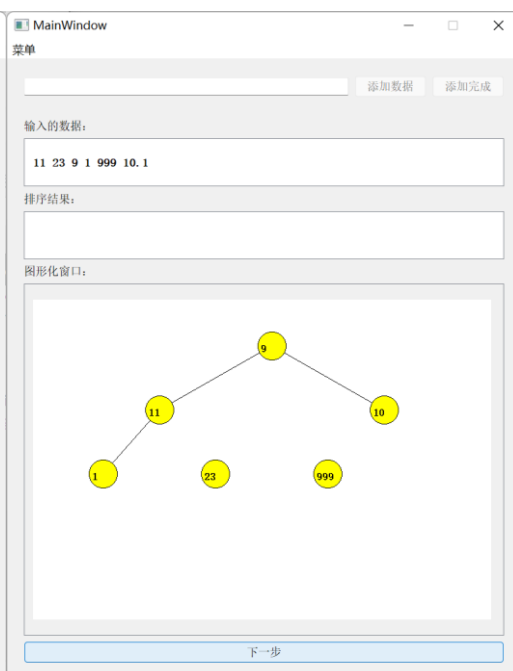 MainWindow
菜单
添加数据 添加完成
输入的数据：
11 23 9 1 999 10.1
排序结果：
图形化窗口：
9
11 10
1 23 999
下一步